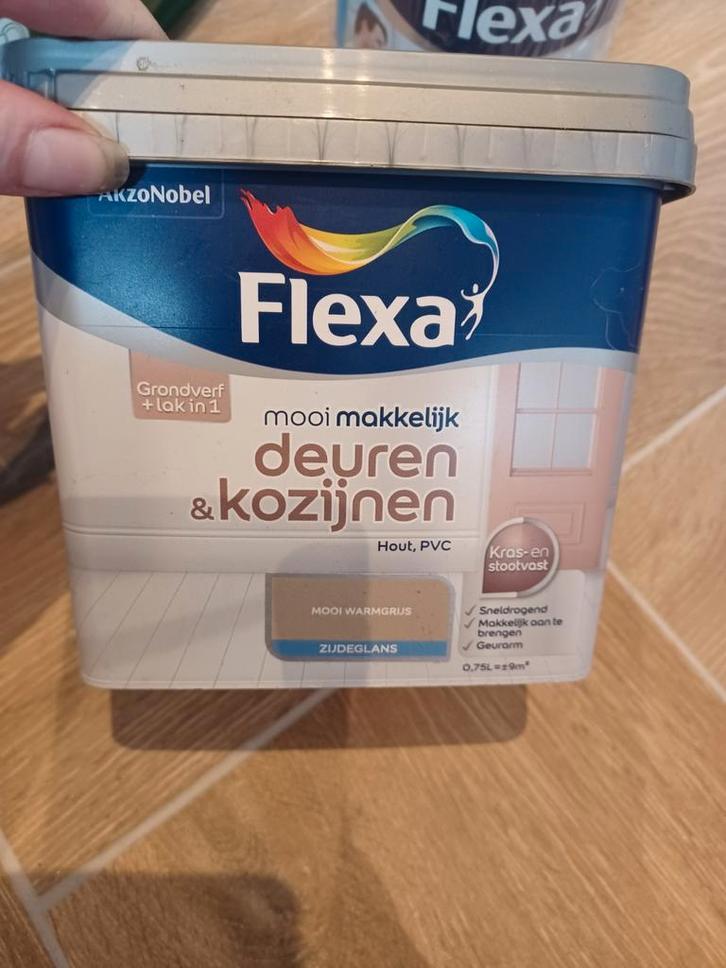 Flexa
AkzoNobel
Flexa
Grondverf
+ lak in 1
mooi makkelijk
deuren
& kozijnen
Hout, PVC
Kras- en
stootvast
MOOI WARMGRIJS
ZIJDEGLANS
✓ Sneldrogend
✓ Makkelijk aan te
brengen
✓ Geurarm
0,75L = ± 9m²